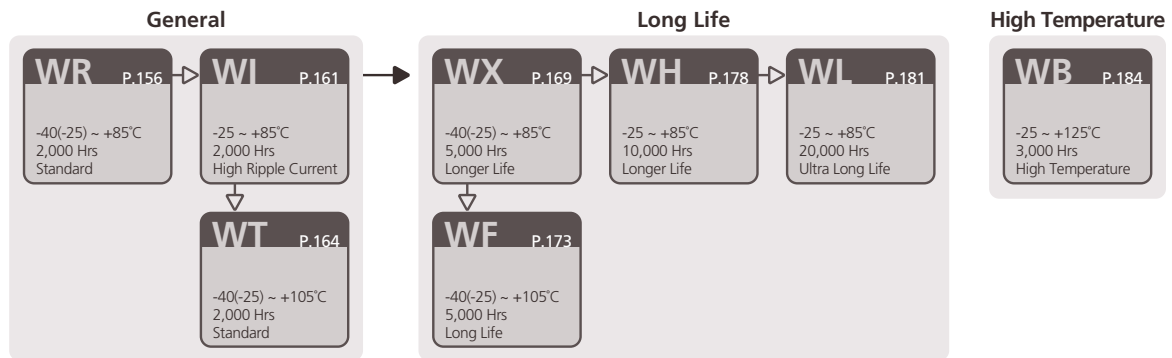 General
WR P.156
-40(-25) ~ +85˚C
2,000 Hrs
Standard
WI P.161
-25 ~ +85˚C
2,000 Hrs
High Ripple Current
WT P.164
-40(-25) ~ +105˚C
2,000 Hrs
Standard
Long Life
WX P.169
-40(-25) ~ +85˚C
5,000 Hrs
Longer Life
WH P.178
-25 ~ +85˚C
10,000 Hrs
Longer Life
WL P.181
-25 ~ +85˚C
20,000 Hrs
Ultra Long Life
WF P.173
-40(-25) ~ +105˚C
5,000 Hrs
Long Life
High Temperature
WB P.184
-25 ~ +125˚C
3,000 Hrs
High Temperature